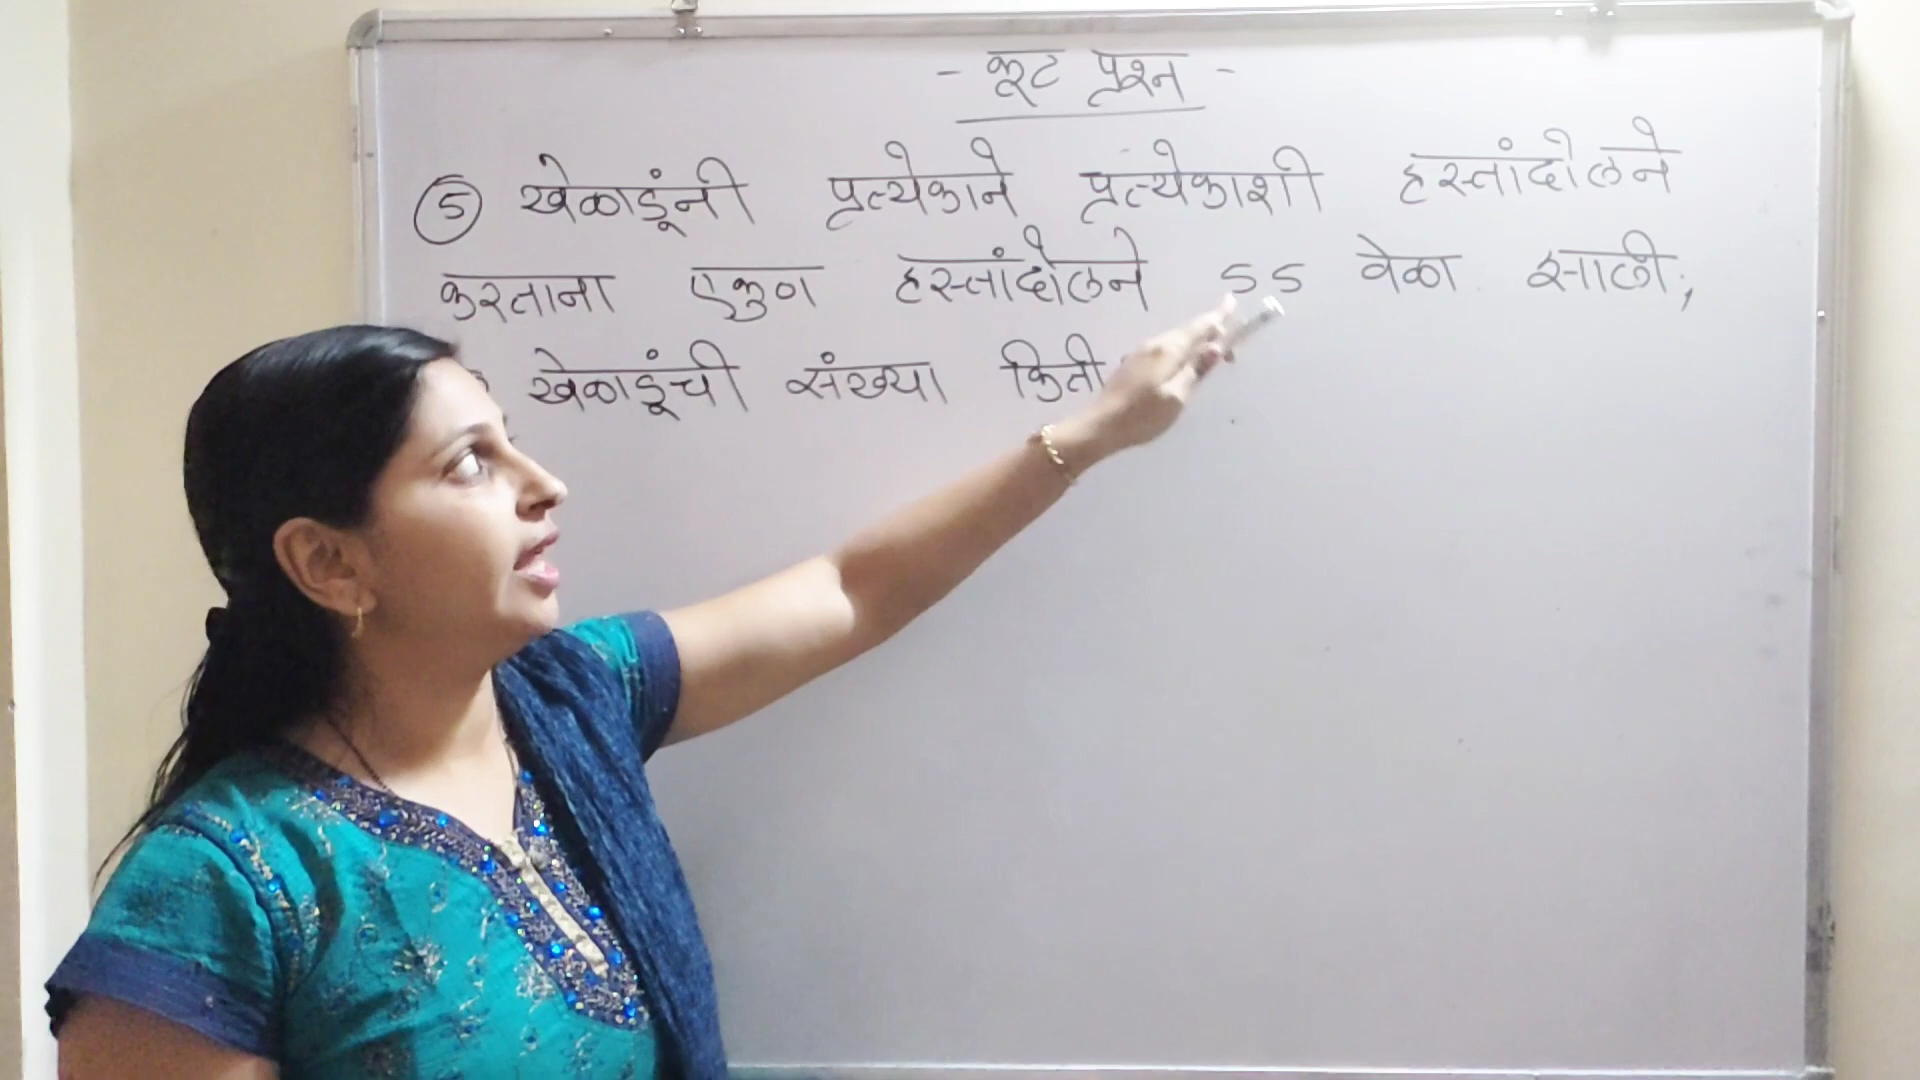 - कूट प्रश्न -
⑤ खेळाडूंनी प्रत्येकाने प्रत्येकाशी हस्तांदोलने
करताना एकुण हस्तांदोलने 55 वेळा झाली;
खेळाडूंची संख्या किती